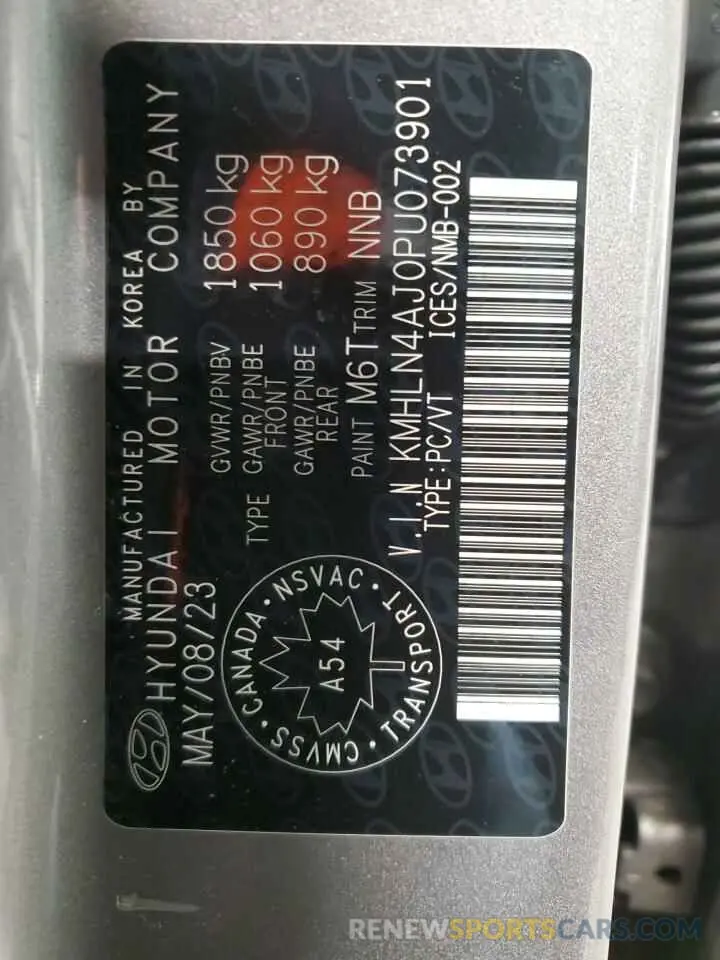 MANUFACTURED IN KOREA BY
HYUNDAI MOTOR COMPANY
MAY/08/23
GVWR/PNBV 1850 kg
TYPE GAWR/PNBE FRONT 1060 kg
GAWR/PNBE REAR 890 kg
PAINT M6T TRIM NNB
V.I.N KMHLN4AJ0PU073901
TYPE:PC/VT ICES/NMB-002
CANADA · NSVAC · TRANSPORT · CMVSS ·
A54
RENEWSPORTSCARS.COM